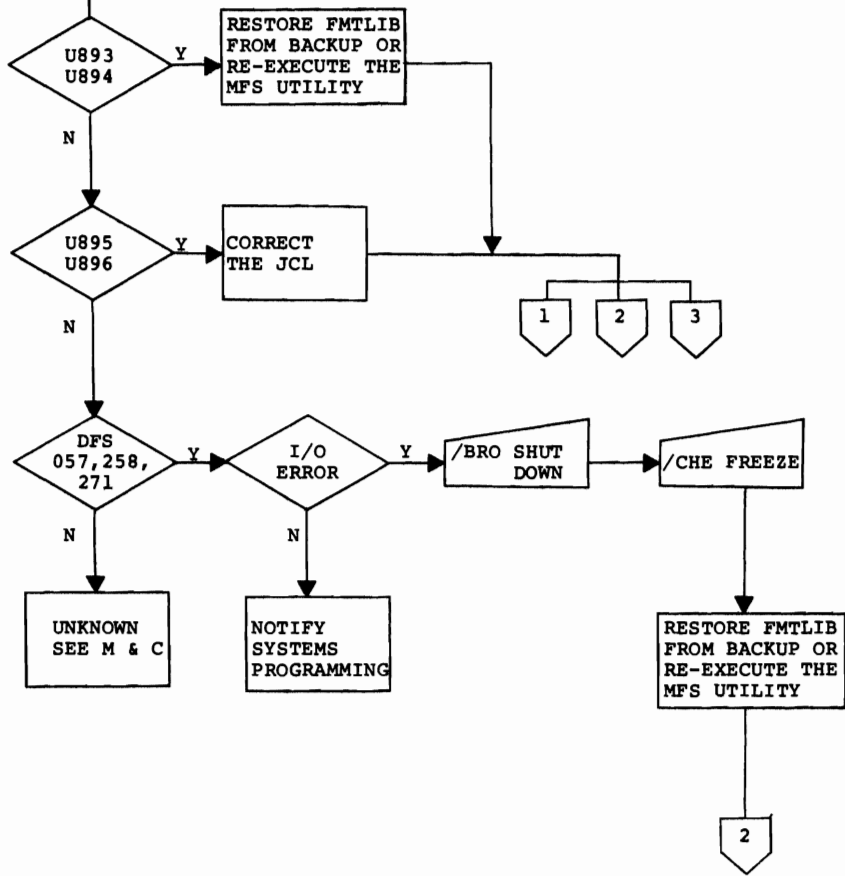 U893
U894
Y
RESTORE FMTLIB
FROM BACKUP OR
RE-EXECUTE THE
MFS UTILITY
N
U895
U896
Y
CORRECT
THE JCL
1
2
3
N
DFS
057,258,
271
Y
I/O
ERROR
Y
/BRO SHUT
DOWN
/CHE FREEZE
N
N
UNKNOWN
SEE M & C
NOTIFY
SYSTEMS
PROGRAMMING
RESTORE FMTLIB
FROM BACKUP OR
RE-EXECUTE THE
MFS UTILITY
2